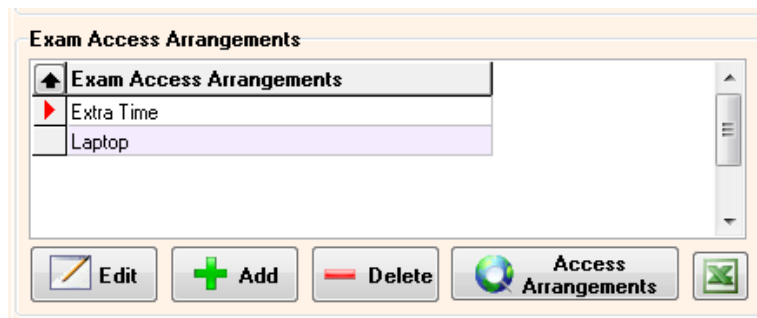 Exam Access Arrangements
Exam Access Arrangements
Extra Time
Laptop
Edit
Add
Delete
Access
Arrangements